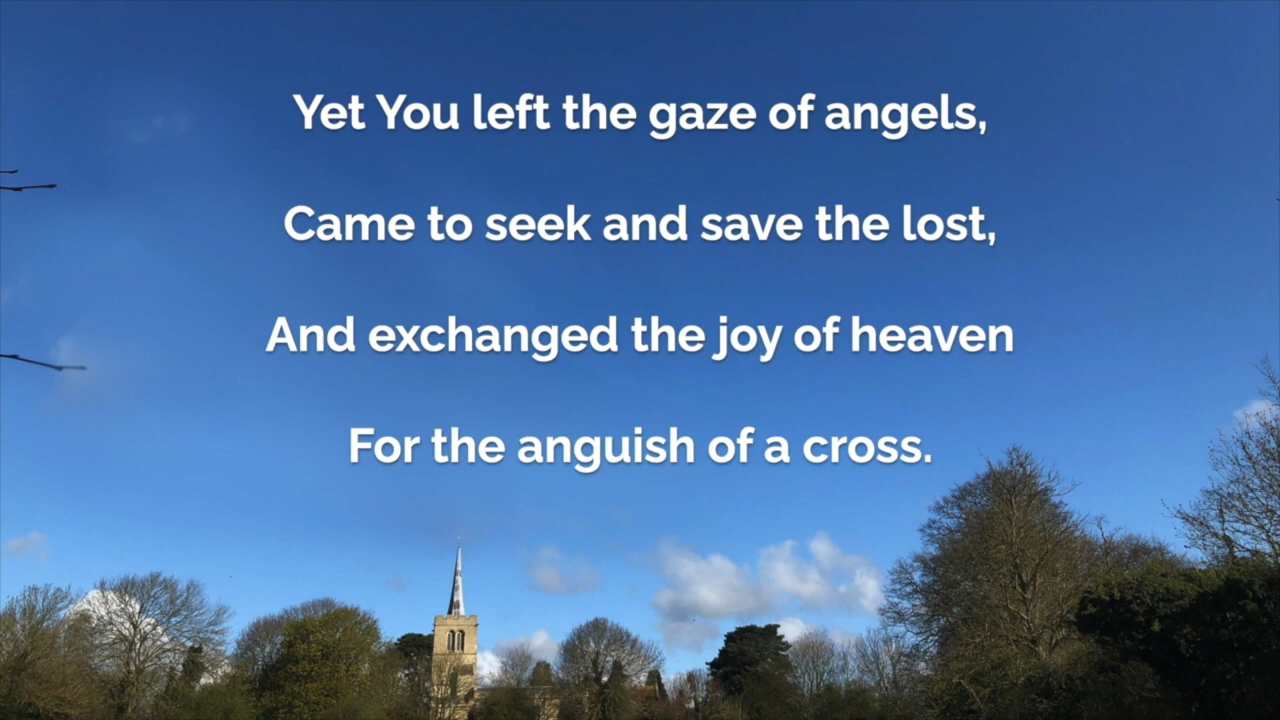 Yet You left the gaze of angels,
Came to seek and save the lost,
And exchanged the joy of heaven
For the anguish of a cross.